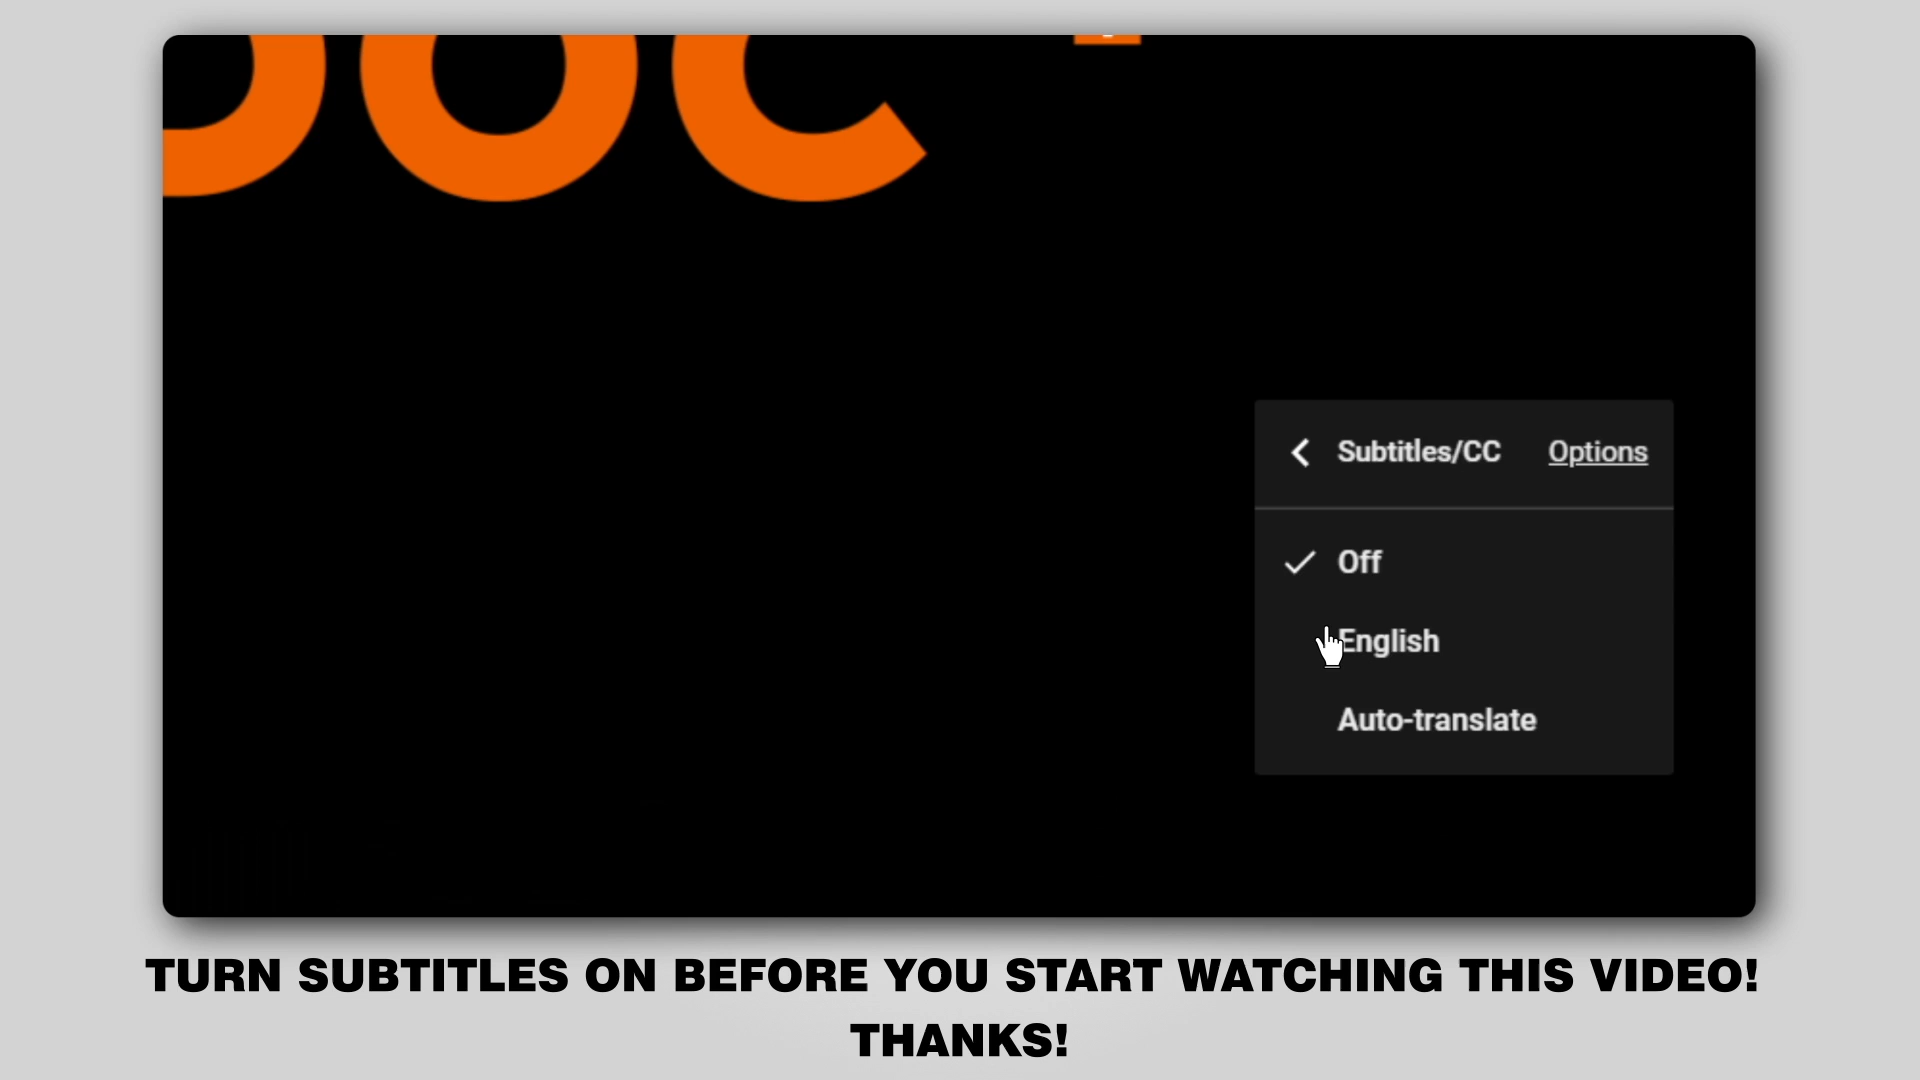 Subtitles/CC Options
Off
English
Auto-translate
TURN SUBTITLES ON BEFORE YOU START WATCHING THIS VIDEO!
THANKS!